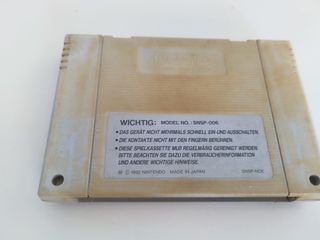 Nintendo
WICHTIG: MODEL NO.: SNSP-006
• DAS GERÄT NICHT MEHRMALS SCHNELL EIN-UND AUSSCHALTEN.
• DIE KONTAKTE NICHT MIT DEN FINGERN BERÜHREN.
• DIESE SPIELKASSETTE MUß REGELMÄßIG GEREINIGT WERDEN.
BITTE BEACHTEN SIE DAZU DIE VERBRAUCHERINFORMATION
UND ANDERE WICHTIGE HINWEISE.
© 1992 NINTENDO MADE IN JAPAN SNSP-NOE